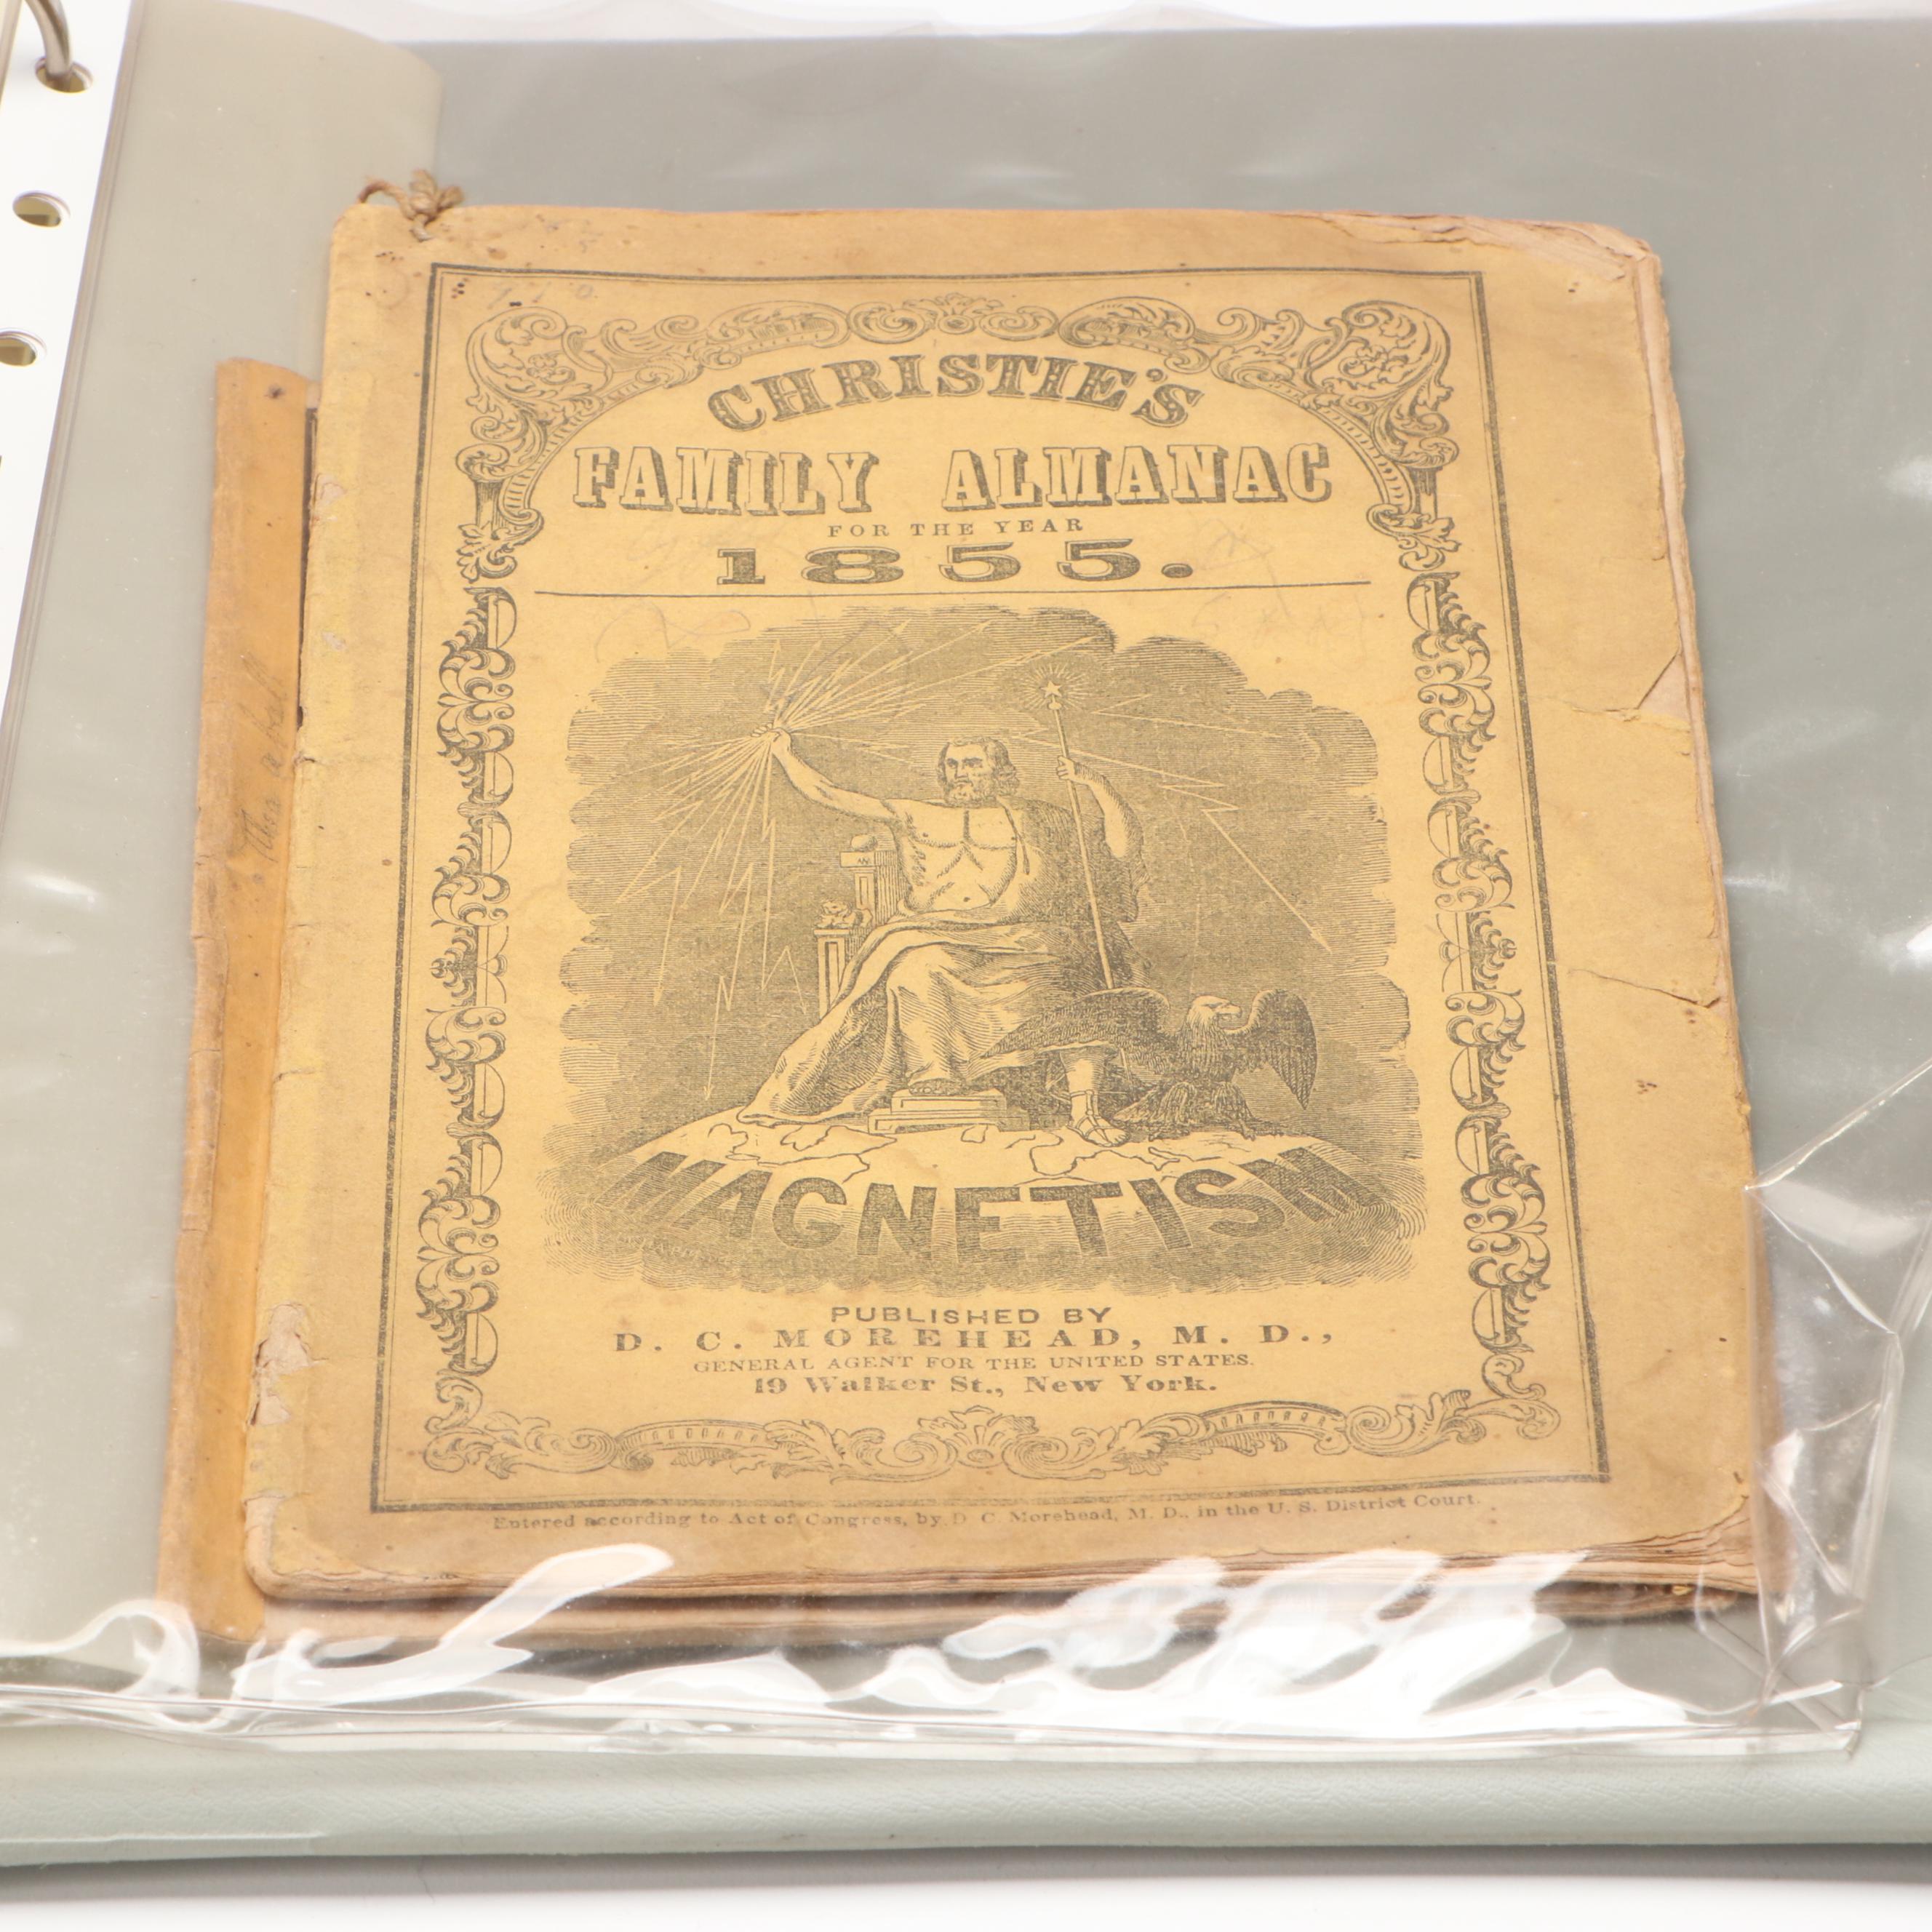 CHRISTIE'S
FAMILY ALMANAC
FOR THE YEAR
1855.
MAGNETISM
PUBLISHED BY
D. C. MOREHEAD, M. D.,
GENERAL AGENT FOR THE UNITED STATES.
19 Walker St., New York.
Entered according to Act of Congress, by D. C. Morehead, M. D., in the U. S. District Court.